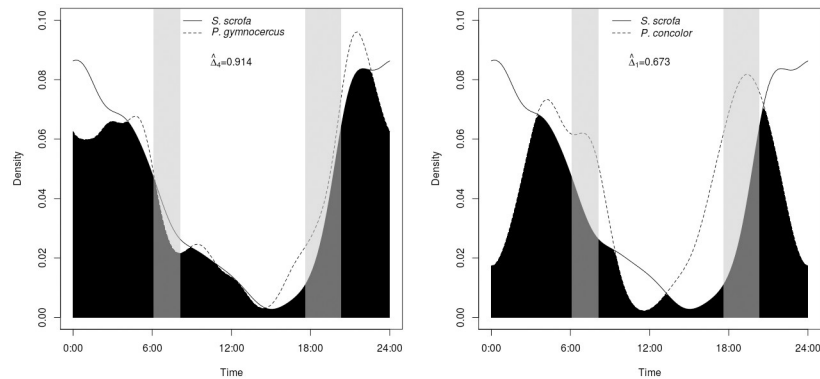 S. scrofa
P. gymnocercus
Δ̂4=0.914
Density
0.10
0.08
0.06
0.04
0.02
0.00
0:00 6:00 12:00 18:00 24:00
Time
S. scrofa
P. concolor
Δ̂1=0.673
Density
0.10
0.08
0.06
0.04
0.02
0.00
0:00 6:00 12:00 18:00 24:00
Time